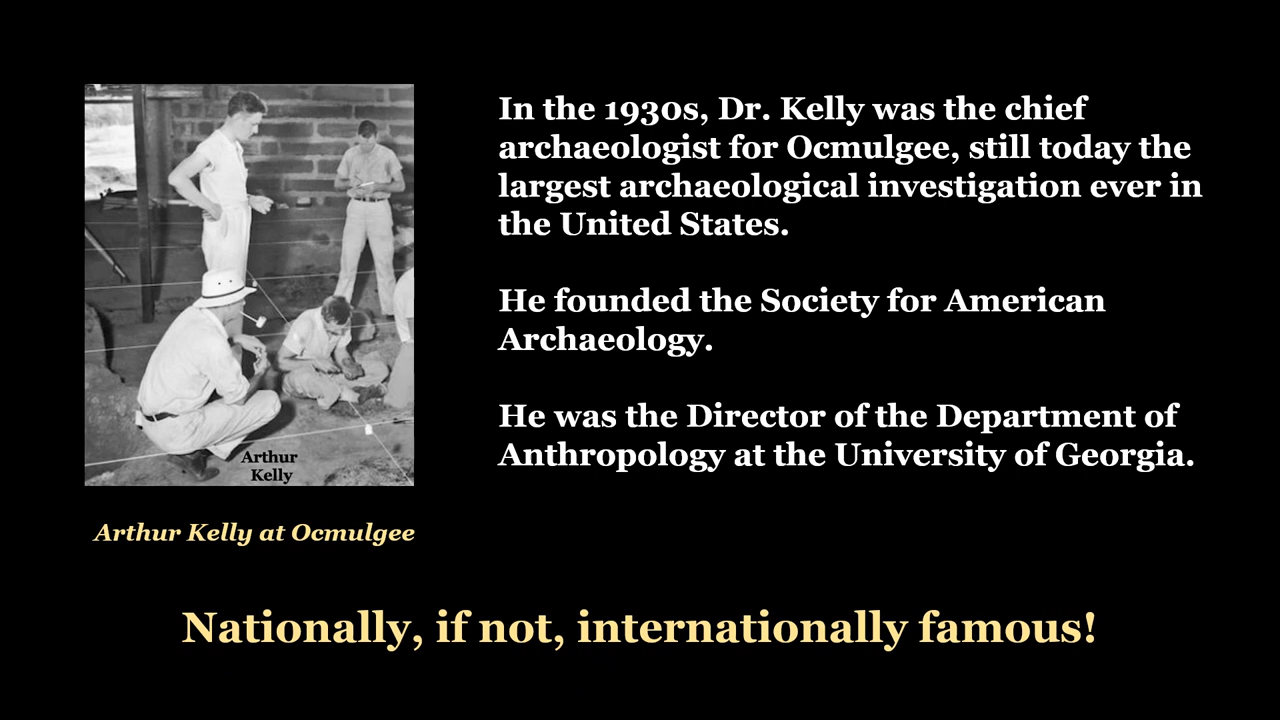 In the 1930s, Dr. Kelly was the chief
archaeologist for Ocmulgee, still today the
largest archaeological investigation ever in
the United States.
He founded the Society for American
Archaeology.
He was the Director of the Department of
Anthropology at the University of Georgia.
Arthur
Kelly
Arthur Kelly at Ocmulgee
Nationally, if not, internationally famous!